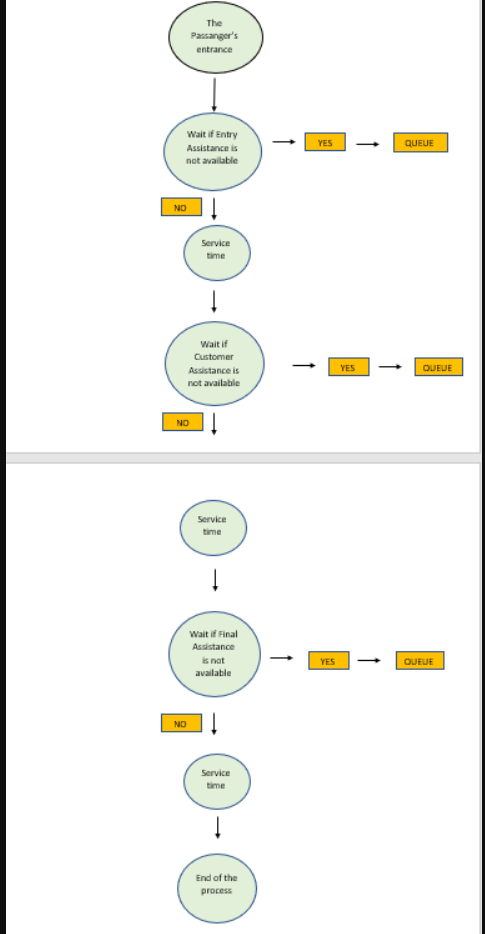 The
Passanger's
entrance
Wait if Entry
Assistance is
not available
YES
QUEUE
NO
Service
time
Wait if
Customer
Assistance is
not available
YES
QUEUE
NO
Service
time
Wait if Final
Assistance
is not
available
YES
QUEUE
NO
Service
time
End of the
process